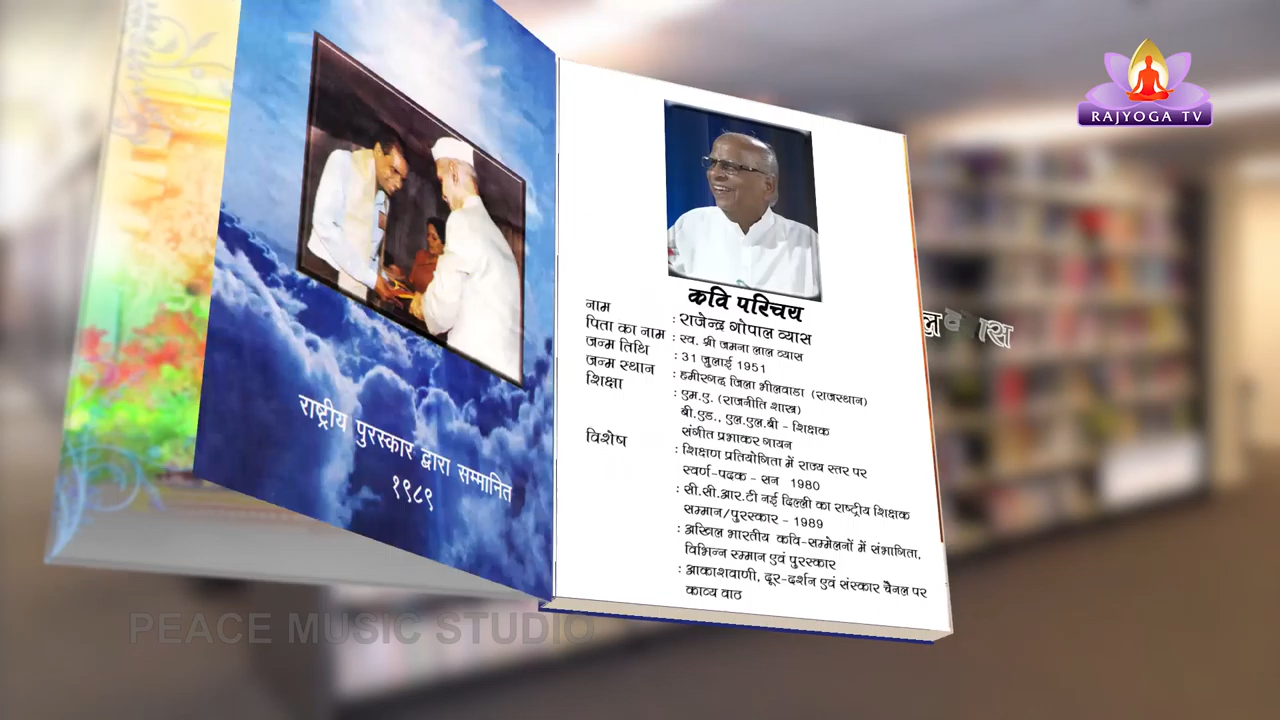 RAJYOGA TV
राष्ट्रीय पुरस्कार द्वारा सम्मानित
१९८९
कवि परिचय
नाम : राजेन्द्र गोपाल व्यास
पिता का नाम : स्व. श्री जमना लाल व्यास
जन्म तिथि : 31 जुलाई 1951
जन्म स्थान : हमीरगढ जिला भीलवाडा (राजस्थान)
शिक्षा : एम.ए. (राजनीति शास्त्र)
बी.एड., एल.एल.बी - शिक्षक
संगीत प्रभाकर गायन
विशेष : शिक्षण प्रतियोगिता में राज्य स्तर पर
स्वर्ण-पदक - सन 1980
: सी.सी.आर.टी नई दिल्ली का राष्ट्रीय शिक्षक
सम्मान/पुरस्कार - 1989
: अखिल भारतीय कवि-सम्मेलनों में संभागिता,
विभिन्न सम्मान एवं पुरस्कार
: आकाशवाणी, दूर-दर्शन एवं संस्कार चैनल पर
काव्य वाठ
PEACE MUSIC STUDIO